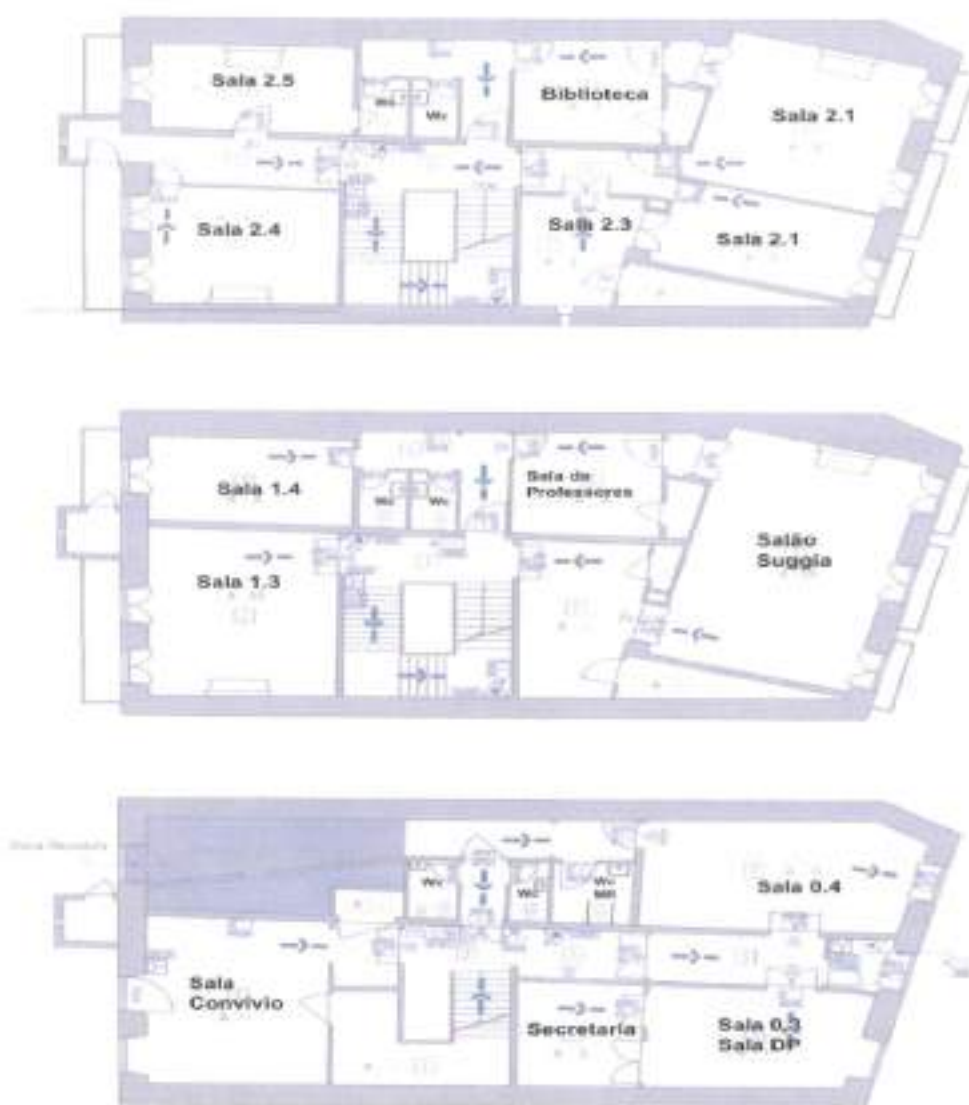 Sala 2.5
Wc
Wc
Biblioteca
Sala 2.1
Sala 2.4
Sala 2.3
Sala 2.1
Sala 1.4
Wc
Wc
Sala de
Professores
Salão
Suggia
Sala 1.3
Wc
Wc
Wc
Sala 0.4
Sala
Convívio
Secretaria
Sala 0.3
Sala DP